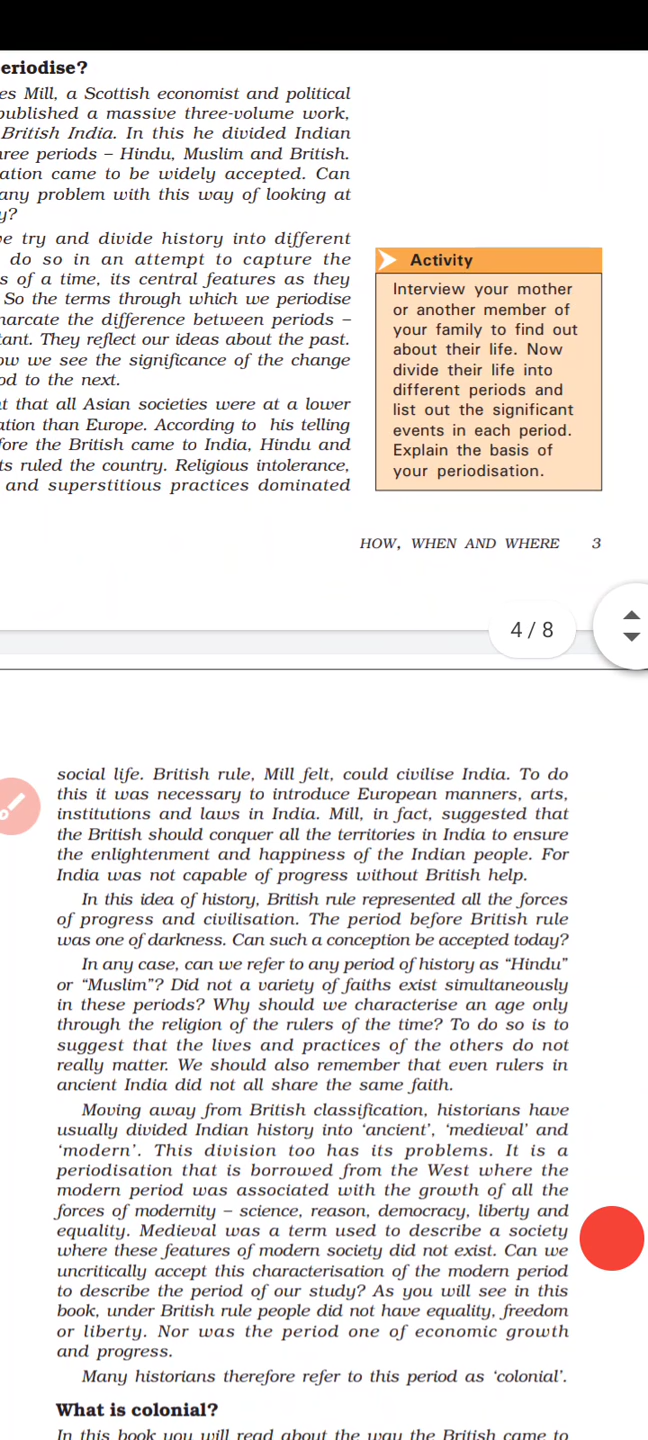 eriodise?
es Mill, a Scottish economist and political
published a massive three-volume work,
British India. In this he divided Indian
hree periods – Hindu, Muslim and British.
ation came to be widely accepted. Can
any problem with this way of looking at
y?
ve try and divide history into different
do so in an attempt to capture the
s of a time, its central features as they
So the terms through which we periodise
marcate the difference between periods –
tant. They reflect our ideas about the past.
ow we see the significance of the change
od to the next.
t that all Asian societies were at a lower
ation than Europe. According to his telling
fore the British came to India, Hindu and
ts ruled the country. Religious intolerance,
and superstitious practices dominated
Activity
Interview your mother
or another member of
your family to find out
about their life. Now
divide their life into
different periods and
list out the significant
events in each period.
Explain the basis of
your periodisation.
HOW, WHEN AND WHERE 3
4 / 8
social life. British rule, Mill felt, could civilise India. To do
this it was necessary to introduce European manners, arts,
institutions and laws in India. Mill, in fact, suggested that
the British should conquer all the territories in India to ensure
the enlightenment and happiness of the Indian people. For
India was not capable of progress without British help.
In this idea of history, British rule represented all the forces
of progress and civilisation. The period before British rule
was one of darkness. Can such a conception be accepted today?
In any case, can we refer to any period of history as “Hindu”
or “Muslim”? Did not a variety of faiths exist simultaneously
in these periods? Why should we characterise an age only
through the religion of the rulers of the time? To do so is to
suggest that the lives and practices of the others do not
really matter. We should also remember that even rulers in
ancient India did not all share the same faith.
Moving away from British classification, historians have
usually divided Indian history into ‘ancient’, ‘medieval’ and
‘modern’. This division too has its problems. It is a
periodisation that is borrowed from the West where the
modern period was associated with the growth of all the
forces of modernity – science, reason, democracy, liberty and
equality. Medieval was a term used to describe a society
where these features of modern society did not exist. Can we
uncritically accept this characterisation of the modern period
to describe the period of our study? As you will see in this
book, under British rule people did not have equality, freedom
or liberty. Nor was the period one of economic growth
and progress.
Many historians therefore refer to this period as ‘colonial’.
What is colonial?
In this book you will read about the way the British came to